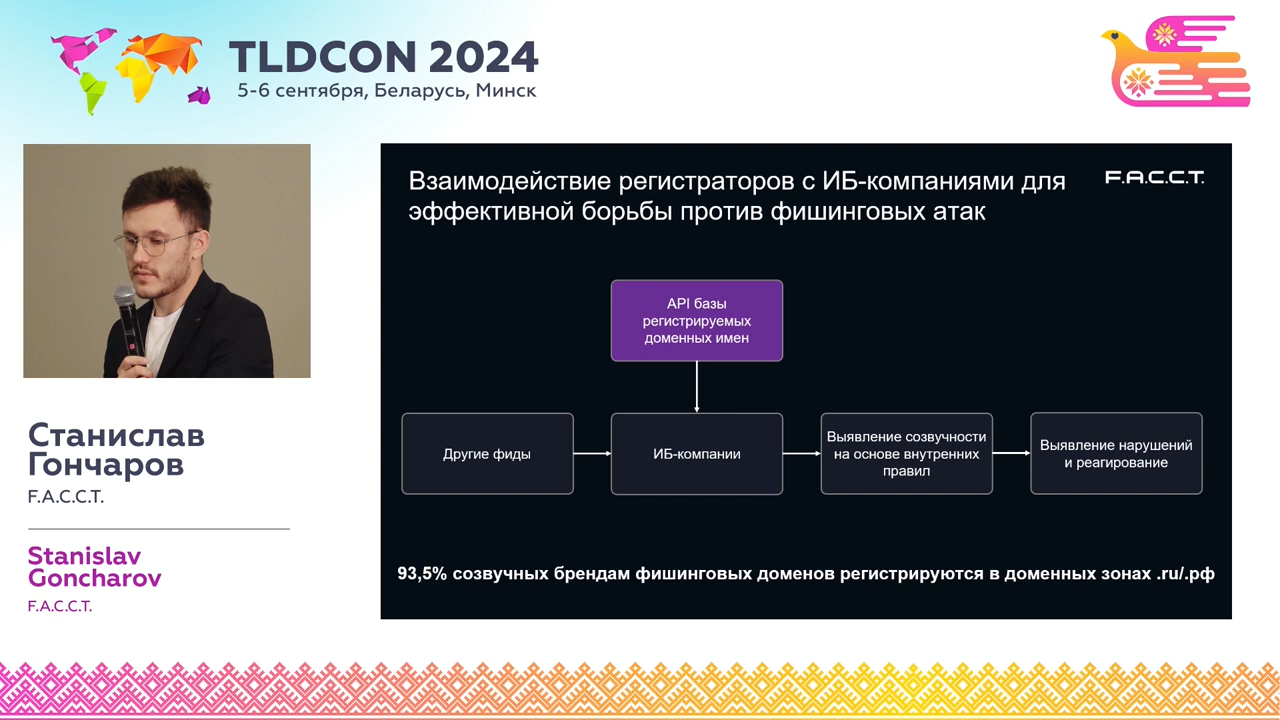 TLDCON 2024
5-6 сентября, Беларусь, Минск
Станислав
Гончаров
F.A.C.C.T.
Stanislav
Goncharov
F.A.C.C.T.
Взаимодействие регистраторов с ИБ-компаниями для
эффективной борьбы против фишинговых атак
F.A.C.C.T.
API базы
регистрируемых
доменных имен
Другие фиды
ИБ-компании
Выявление созвучности
на основе внутренних
правил
Выявление нарушений
и реагирование
93,5% созвучных брендам фишинговых доменов регистрируются в доменных зонах .ru/.рф